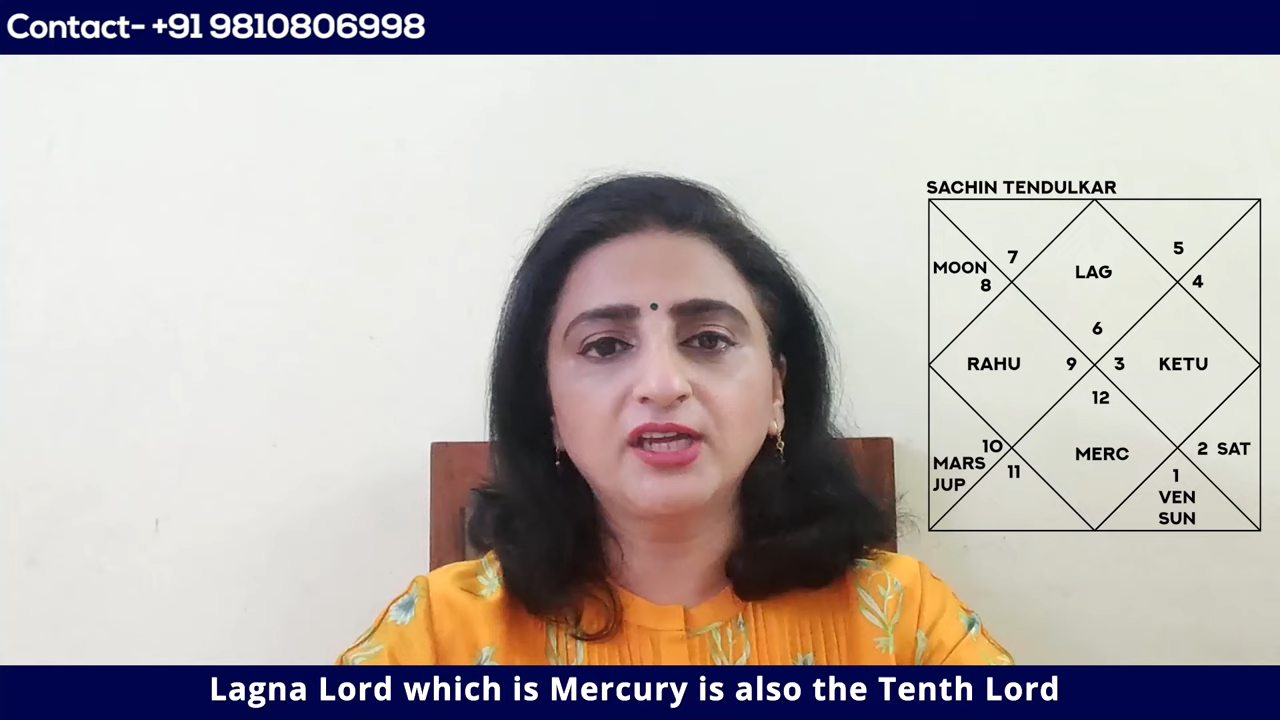 Contact- +91 9810806998
SACHIN TENDULKAR
7
5
MOON
LAG
8
4
6
RAHU
9
3
KETU
12
10
2 SAT
MARS
MERC
11
1
JUP
VEN
SUN
Lagna Lord which is Mercury is also the Tenth Lord